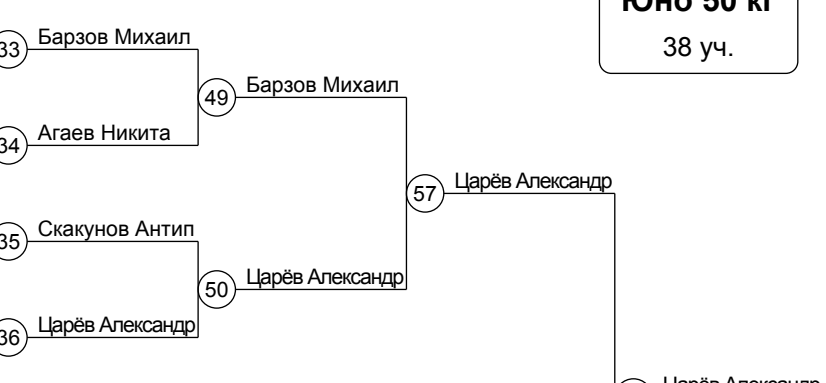 Юно 50 кг
38 уч.
33 Барзов Михаил
49 Барзов Михаил
34 Агаев Никита
57 Царёв Александр
35 Скакунов Антип
50 Царёв Александр
36 Царёв Александр
Царёв Александр